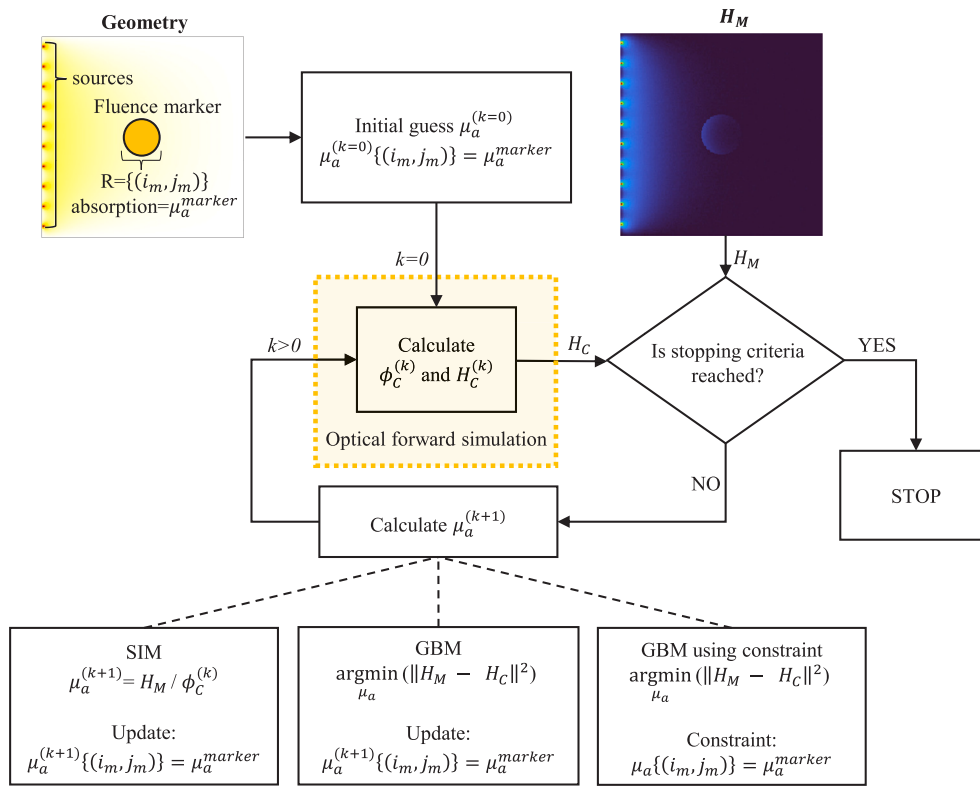 Geometry
sources
Fluence marker
R={(i_m, j_m)}
absorption=μ_a^{marker}
Initial guess μ_a^{(k=0)}
μ_a^{(k=0)}{(i_m, j_m)} = μ_a^{marker}
H_M
H_M
k=0
k>0
Calculate
ϕ_C^{(k)} and H_C^{(k)}
Optical forward simulation
H_C
Is stopping criteria
reached?
YES
NO
STOP
Calculate μ_a^{(k+1)}
SIM
μ_a^{(k+1)}= H_M / ϕ_C^{(k)}
Update:
μ_a^{(k+1)}{(i_m, j_m)} = μ_a^{marker}
GBM
argmin (‖H_M − H_C‖²)
μ_a
Update:
μ_a^{(k+1)}{(i_m, j_m)} = μ_a^{marker}
GBM using constraint
argmin (‖H_M − H_C‖²)
μ_a
Constraint:
μ_a{(i_m, j_m)} = μ_a^{marker}